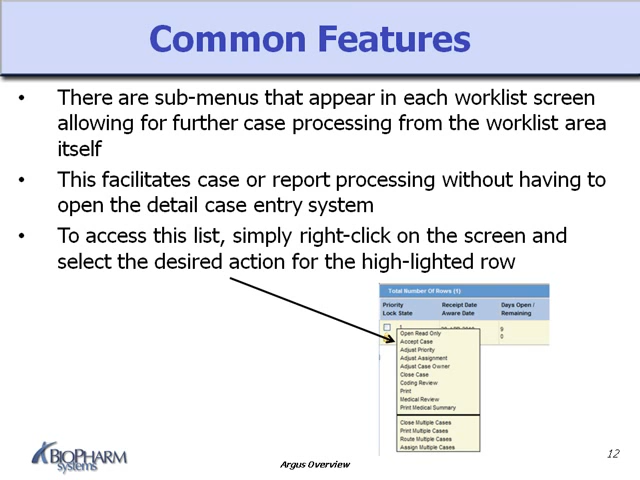 Common Features
• There are sub-menus that appear in each worklist screen
allowing for further case processing from the worklist area
itself
• This facilitates case or report processing without having to
open the detail case entry system
• To access this list, simply right-click on the screen and
select the desired action for the high-lighted row
Total Number Of Rows (1)
Priority Receipt Date Days Open /
Lock State Aware Date Remaining
1 9
0
Open Read Only
Accept Case
Adjust Priority
Adjust Assignment
Adjust Case Owner
Close Case
Coding Review
Print
Medical Review
Print Medical Summary
Close Multiple Cases
Print Multiple Cases
Route Multiple Cases
Assign Multiple Cases
BIOPHARM
systems
Argus Overview
12